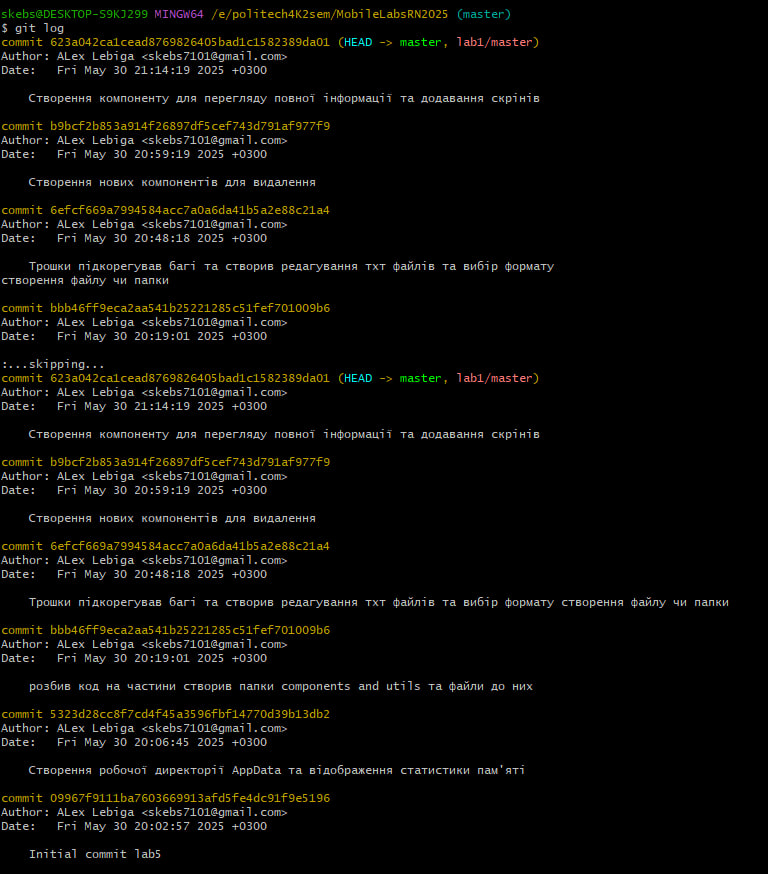 skebs@DESKTOP-S9KJ299 MINGW64 /e/politech4K2sem/MobileLabsRN2025 (master)
$ git log
commit 623a042ca1cead8769826405bad1c1582389da01 (HEAD -> master, lab1/master)
Author: ALex Lebiga <skebs7101@gmail.com>
Date:   Fri May 30 21:14:19 2025 +0300
    Створення компоненту для перегляду повної інформації та додавання скрінів
commit b9bcf2b853a914f26897df5cef743d791af977f9
Author: ALex Lebiga <skebs7101@gmail.com>
Date:   Fri May 30 20:59:19 2025 +0300
    Створення нових компонентів для видалення
commit 6efcf669a7994584acc7a0a6da41b5a2e88c21a4
Author: ALex Lebiga <skebs7101@gmail.com>
Date:   Fri May 30 20:48:18 2025 +0300
    Трошки підкорегував багі та створив редагування тхт файлів та вибір формату
створення файлу чи папки
commit bbb46ff9eca2aa541b25221285c51fef701009b6
Author: ALex Lebiga <skebs7101@gmail.com>
Date:   Fri May 30 20:19:01 2025 +0300
:...skipping...
commit 623a042ca1cead8769826405bad1c1582389da01 (HEAD -> master, lab1/master)
Author: ALex Lebiga <skebs7101@gmail.com>
Date:   Fri May 30 21:14:19 2025 +0300
    Створення компоненту для перегляду повної інформації та додавання скрінів
commit b9bcf2b853a914f26897df5cef743d791af977f9
Author: ALex Lebiga <skebs7101@gmail.com>
Date:   Fri May 30 20:59:19 2025 +0300
    Створення нових компонентів для видалення
commit 6efcf669a7994584acc7a0a6da41b5a2e88c21a4
Author: ALex Lebiga <skebs7101@gmail.com>
Date:   Fri May 30 20:48:18 2025 +0300
    Трошки підкорегував багі та створив редагування тхт файлів та вибір формату створення файлу чи папки
commit bbb46ff9eca2aa541b25221285c51fef701009b6
Author: ALex Lebiga <skebs7101@gmail.com>
Date:   Fri May 30 20:19:01 2025 +0300
    розбив код на частини створив папки components and utils та файли до них
commit 5323d28cc8f7cd4f45a3596fbf14770d39b13db2
Author: ALex Lebiga <skebs7101@gmail.com>
Date:   Fri May 30 20:06:45 2025 +0300
    Створення робочої директорії AppData та відображення статистики пам'яті
commit 09967f9111ba7603669913afd5fe4dc91f9e5196
Author: ALex Lebiga <skebs7101@gmail.com>
Date:   Fri May 30 20:02:57 2025 +0300
    Initial commit lab5